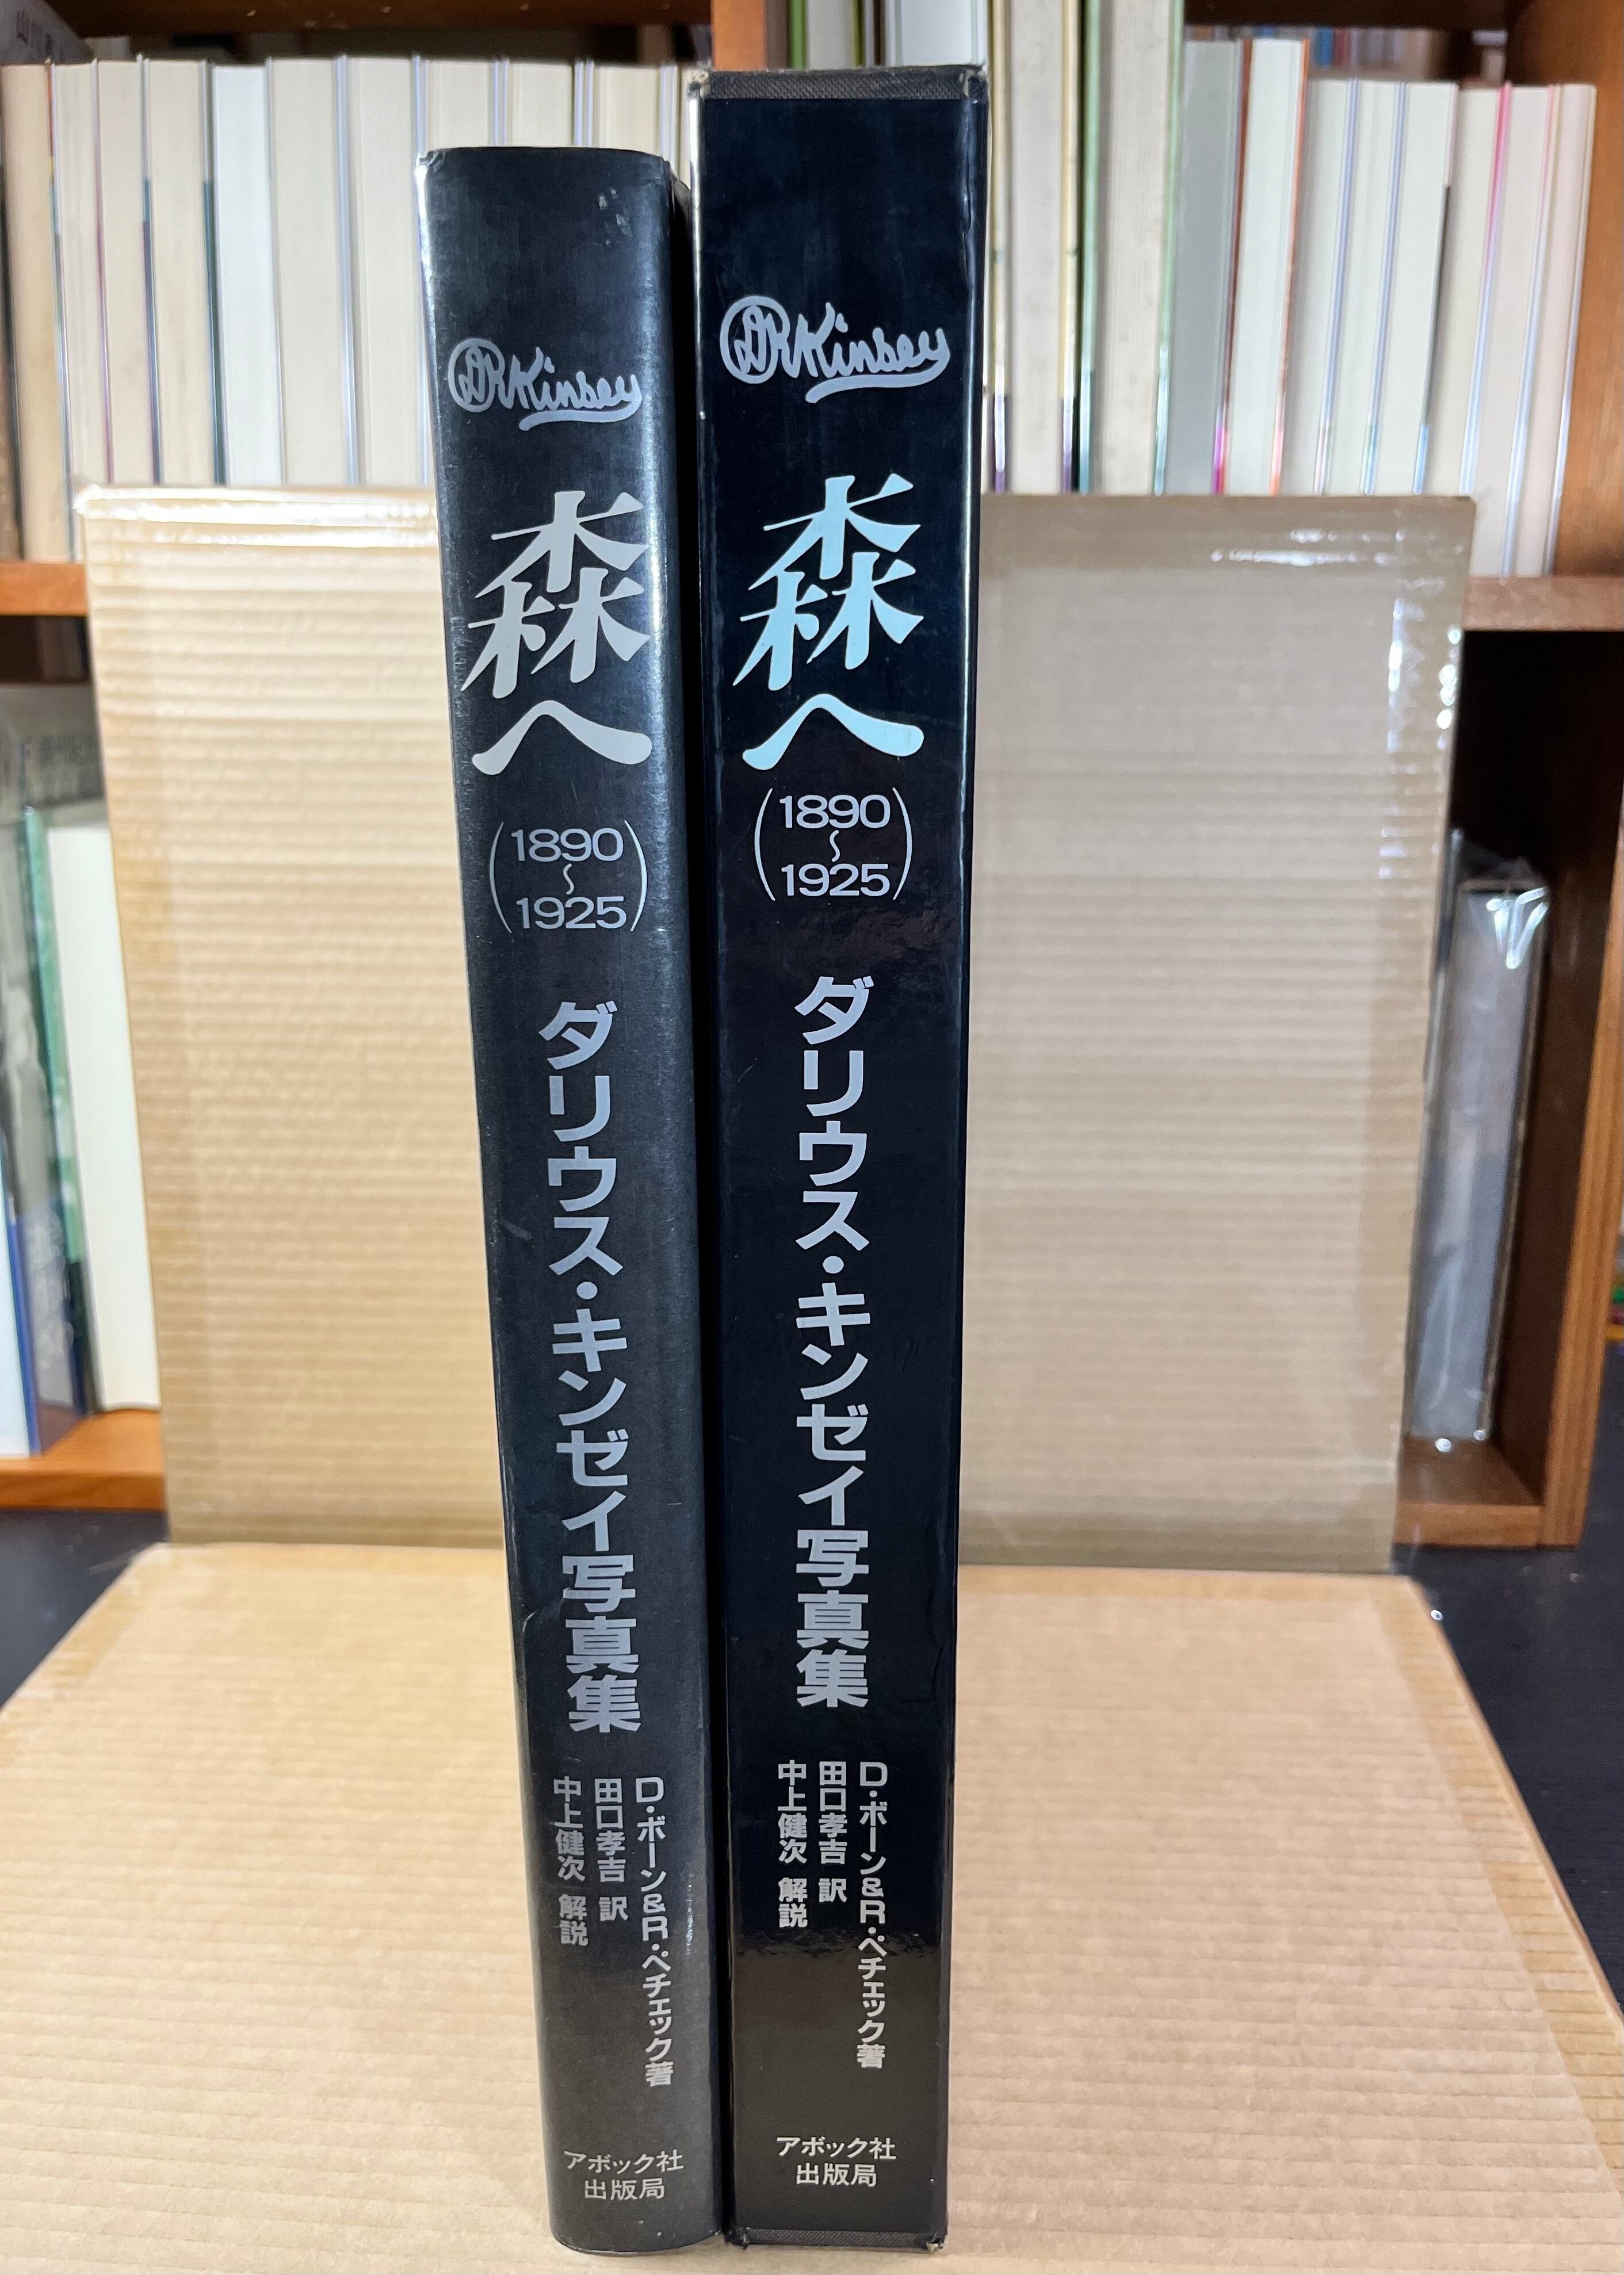 DRKinsey
森へ
(1890
〜
1925)
ダリウス・キンゼイ写真集
D・ボーン&R・ペチェック著
田口孝吉 訳
中上健次 解説
アボック社
出版局
DRKinsey
森へ
(1890
〜
1925)
ダリウス・キンゼイ写真集
D・ボーン&R・ペチェック著
田口孝吉 訳
中上健次 解説
アボック社
出版局